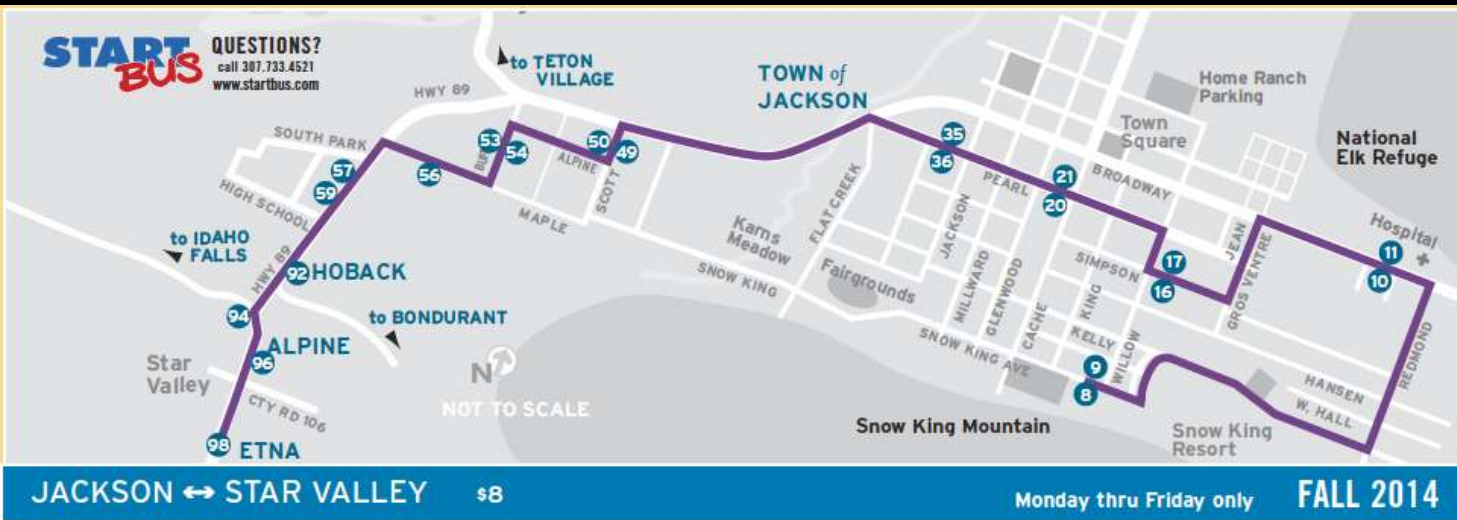 START
BUS
QUESTIONS?
call 307.733.4521
www.startbus.com
to TETON
VILLAGE
HWY 89
TOWN of
JACKSON
Home Ranch
Parking
Town
Square
National
Elk Refuge
SOUTH PARK
HIGH SCHOOL
57
59
56
53
54
50
49
ALPINE
SCOTT
MAPLE
35
36
PEARL
21
20
BROADWAY
Hospital
11
10
to IDAHO
FALLS
HWY 89
92
HOBACK
94
to BONDURANT
96
ALPINE
Star
Valley
CTY RD 106
98
ETNA
N
NOT TO SCALE
Karns
Meadow
FLAT CREEK
Fairgrounds
SNOW KING
JACKSON
MILLWARD
GLENWOOD
CACHE
KING
SIMPSON
17
16
JEAN
GROS VENTRE
REDMOND
KELLY
WILLOW
SNOW KING AVE
9
8
HANSEN
W. HALL
Snow King Mountain
Snow King
Resort
JACKSON ↔ STAR VALLEY $8
Monday thru Friday only FALL 2014